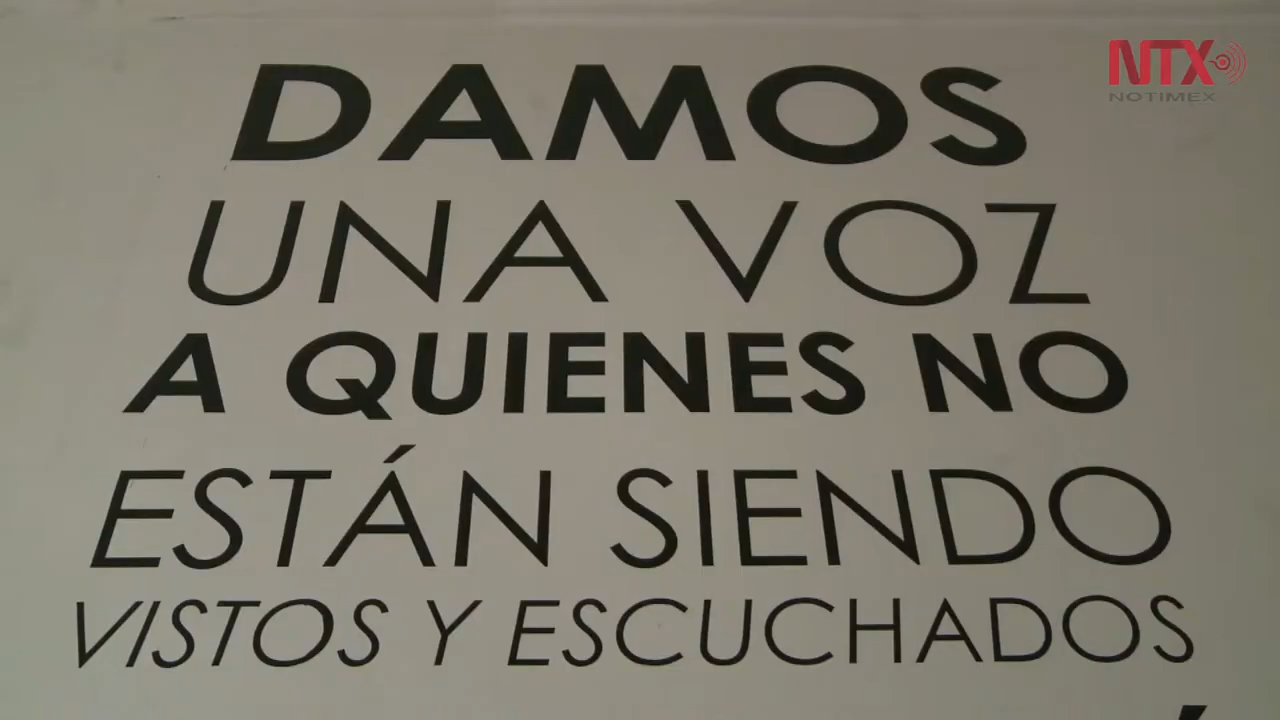 NTX
NOTIMEX
DAMOS
UNA VOZ
A QUIENES NO
ESTÁN SIENDO
VISTOS Y ESCUCHADOS